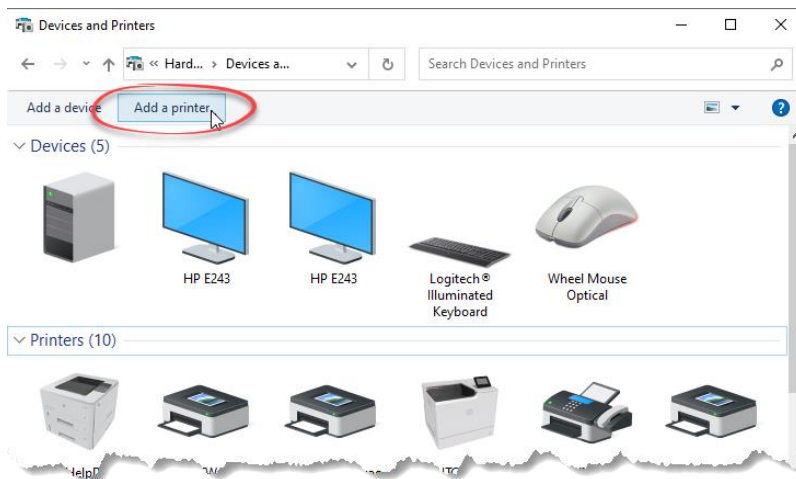 Devices and Printers
« Hard... › Devices a...
Search Devices and Printers
Add a device
Add a printer
Devices (5)
HP E243
HP E243
Logitech® Illuminated Keyboard
Wheel Mouse Optical
Printers (10)